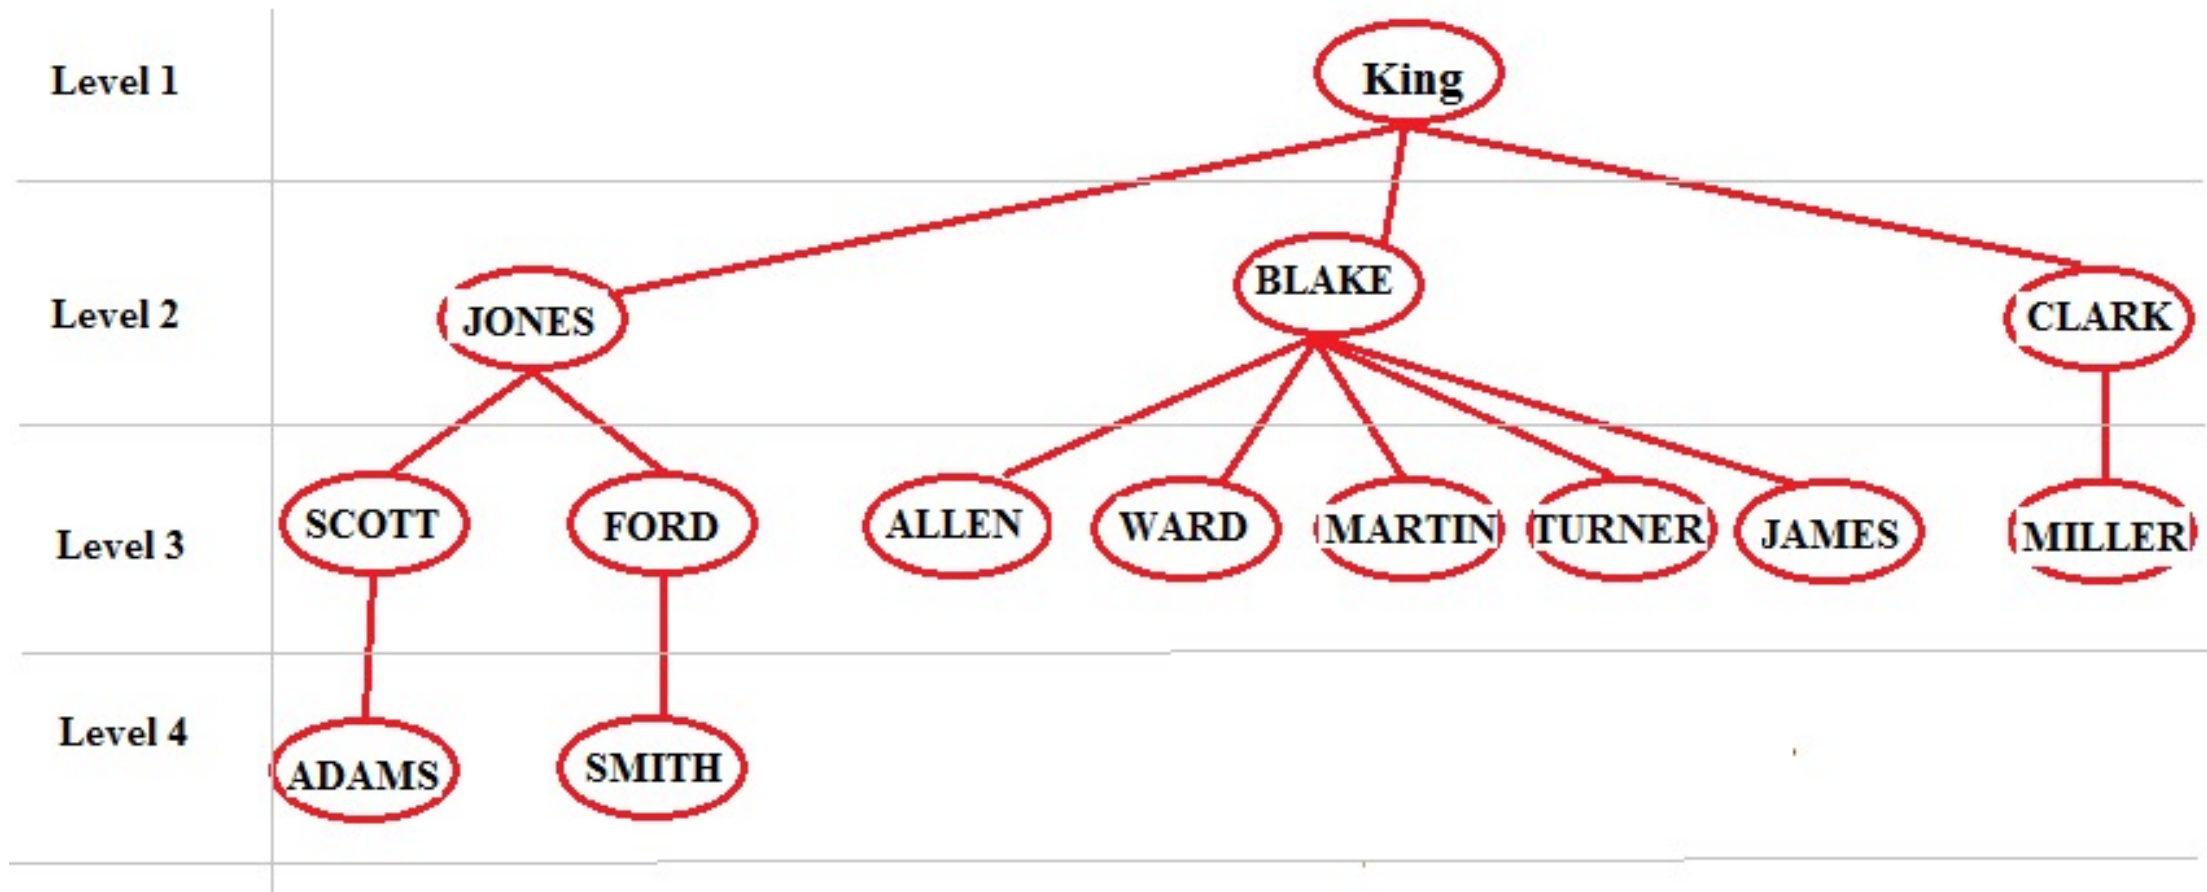 Level 1
King
Level 2
JONES
BLAKE
CLARK
Level 3
SCOTT
FORD
ALLEN
WARD
MARTIN
TURNER
JAMES
MILLER
Level 4
ADAMS
SMITH